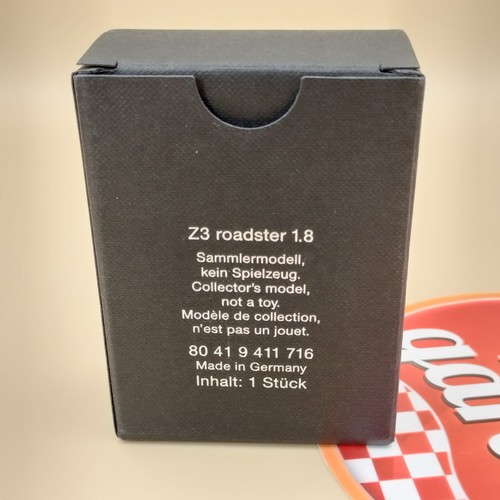 Z3 roadster 1.8
Sammlermodell,
kein Spielzeug.
Collector's model,
not a toy.
Modèle de collection,
n'est pas un jouet.
80 41 9 411 716
Made in Germany
Inhalt: 1 Stück